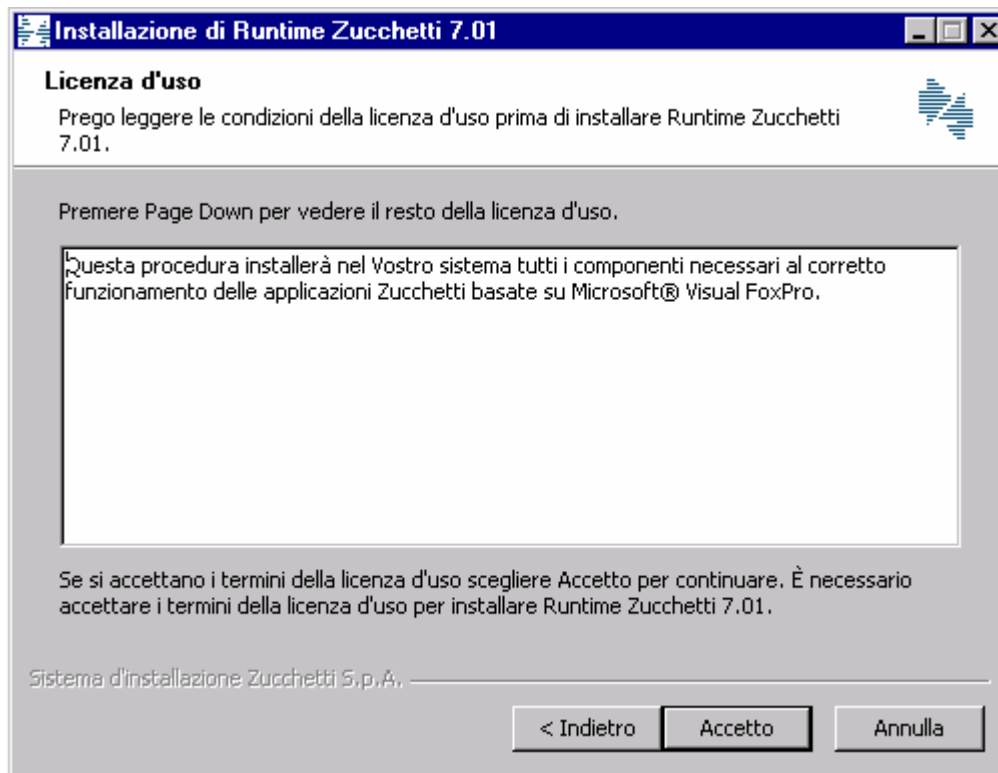 Installazione di Runtime Zucchetti 7.01
Licenza d'uso
Prego leggere le condizioni della licenza d'uso prima di installare Runtime Zucchetti
7.01.
Premere Page Down per vedere il resto della licenza d'uso.
Questa procedura installerà nel Vostro sistema tutti i componenti necessari al corretto
funzionamento delle applicazioni Zucchetti basate su Microsoft® Visual FoxPro.
Se si accettano i termini della licenza d'uso scegliere Accetto per continuare. È necessario
accettare i termini della licenza d'uso per installare Runtime Zucchetti 7.01.
Sistema d'installazione Zucchetti S.p.A.
< Indietro Accetto Annulla